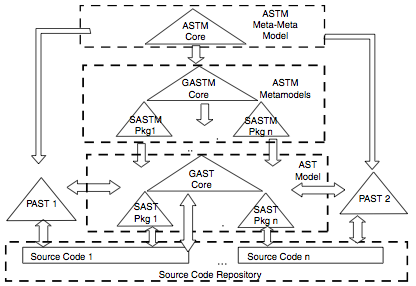 ASTM
Core
ASTM
Meta-Meta
Model
GASTM
Core
ASTM
Metamodels
SASTM
Pkg1
SASTM
Pkg n
..
GAST
Core
AST
Model
PAST 1
SAST
Pkg 1
.
SAST
Pkg n
PAST 2
Source Code 1
...
Source Code n
Source Code Repository